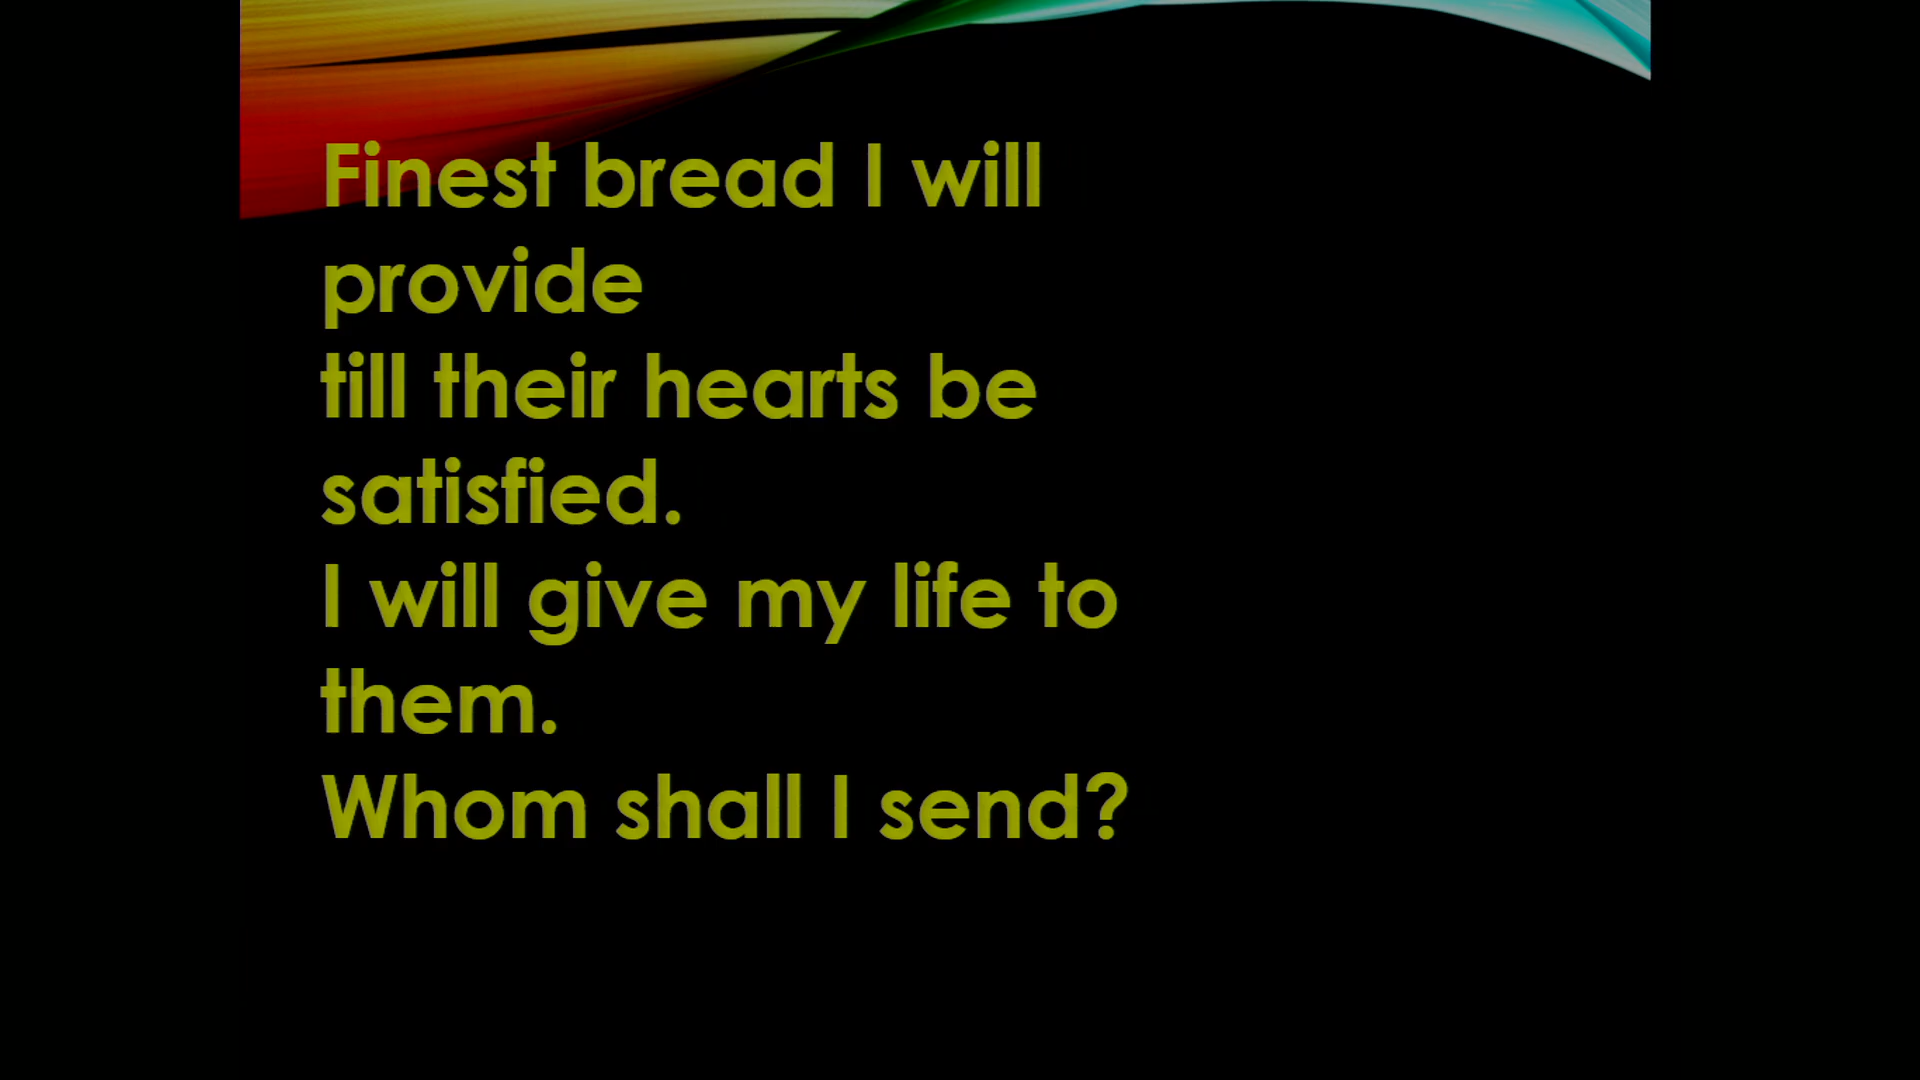 Finest bread I will
provide
till their hearts be
satisfied.
I will give my life to
them.
Whom shall I send?